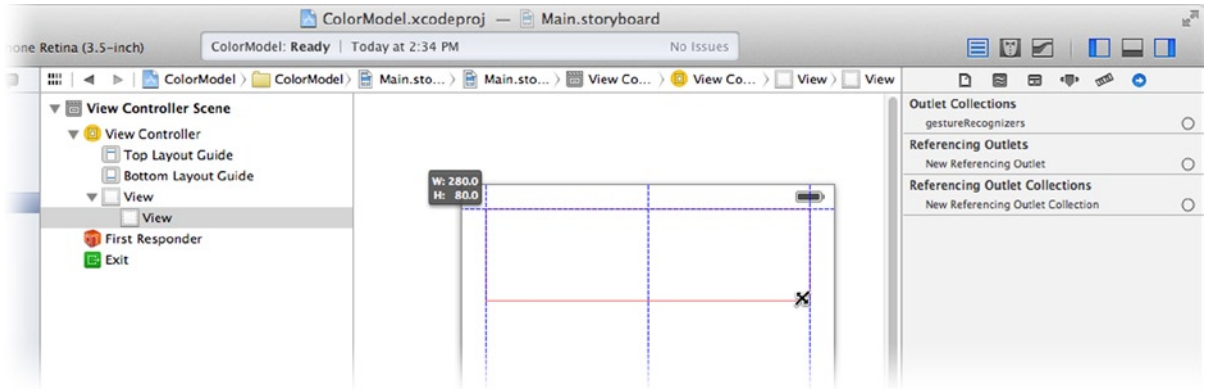 ColorModel.xcodeproj — Main.storyboard
one Retina (3.5-inch)
ColorModel: Ready | Today at 2:34 PM
No Issues
ColorModel
ColorModel
Main.sto...
Main.sto...
View Co...
View Co...
View
View
View Controller Scene
View Controller
Top Layout Guide
Bottom Layout Guide
View
View
First Responder
Exit
W: 280.0
H: 80.0
Outlet Collections
gestureRecognizers
Referencing Outlets
New Referencing Outlet
Referencing Outlet Collections
New Referencing Outlet Collection